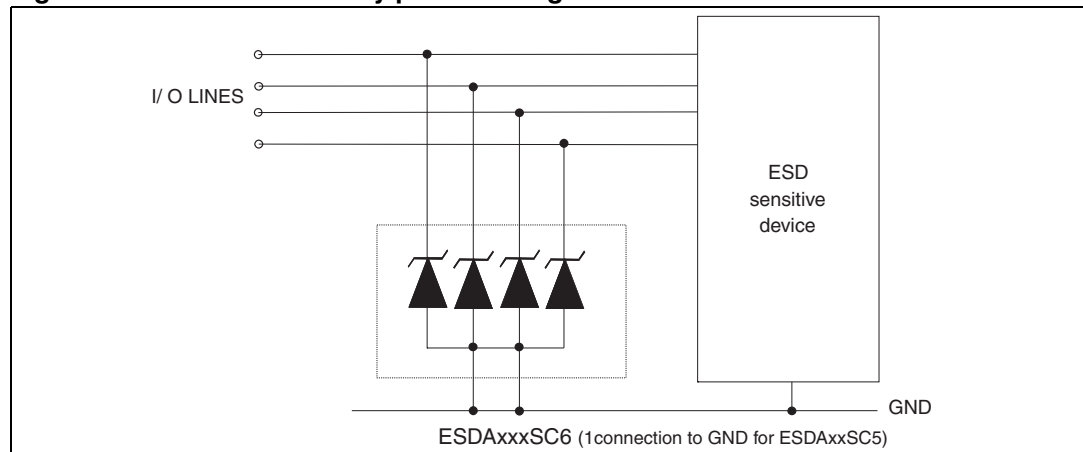 I/ O LINES
ESD
sensitive
device
GND
ESDAxxxSC6 (1connection to GND for ESDAxxSC5)